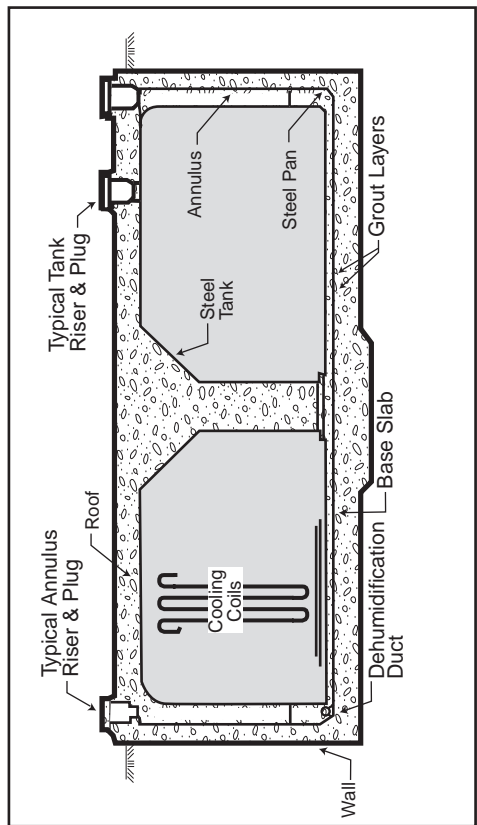 Typical Annulus
Riser & Plug
Typical Tank
Riser & Plug
Roof
Steel
Tank
Annulus
Steel Pan
Cooling
Coils
Wall
Dehumidification
Duct
Base Slab
Grout Layers